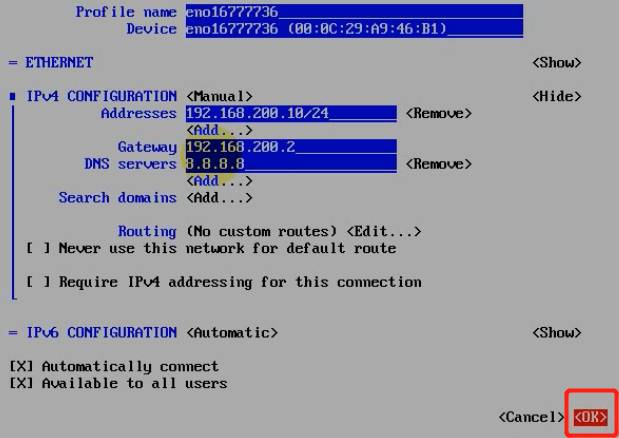 Profile name eno16777736
Device eno16777736 (00:0C:29:A9:46:B1)
= ETHERNET <Show>
IPv4 CONFIGURATION <Manual> <Hide>
Addresses 192.168.200.10/24 <Remove>
<Add...>
Gateway 192.168.200.2
DNS servers 8.8.8.8 <Remove>
<Add...>
Search domains <Add...>
Routing (No custom routes) <Edit...>
[ ] Never use this network for default route
[ ] Require IPv4 addressing for this connection
= IPv6 CONFIGURATION <Automatic> <Show>
[X] Automatically connect
[X] Available to all users
<Cancel> <OK>